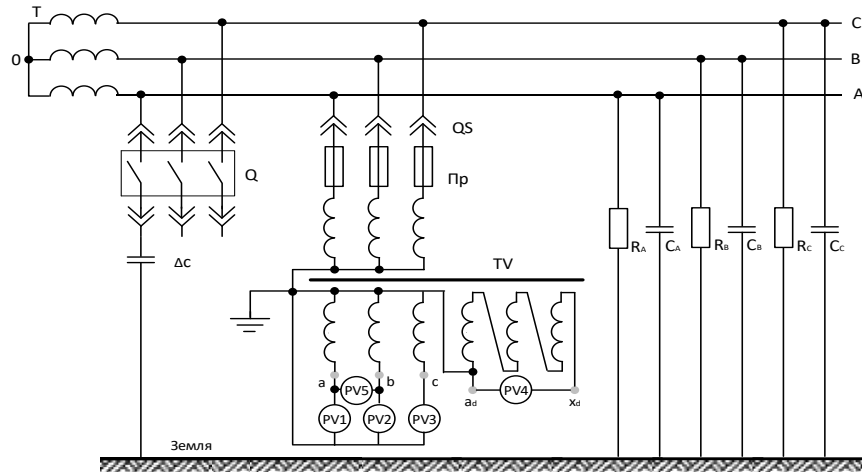 T
C
0
B
A
QS
Q
Пр
Δc
TV
RA
CA
RB
CB
RC
CC
a
b
c
PV5
PV4
ad
xd
PV1
PV2
PV3
Земля